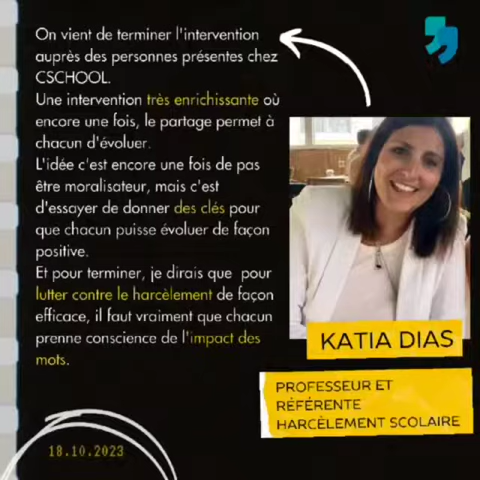 On vient de terminer l'intervention
auprès des personnes présentes chez
CSCHOOL.
Une intervention très enrichissante où
encore une fois, le partage permet à
chacun d'évoluer.
L'idée c'est encore une fois de pas
être moralisateur, mais c'est
d'essayer de donner des clés pour
que chacun puisse évoluer de façon
positive.
Et pour terminer, je dirais que pour
lutter contre le harcèlement de façon
efficace, il faut vraiment que chacun
prenne conscience de l'impact des
mots.
KATIA DIAS
PROFESSEUR ET
RÉFÉRENTE
HARCÈLEMENT SCOLAIRE
18.10.2023